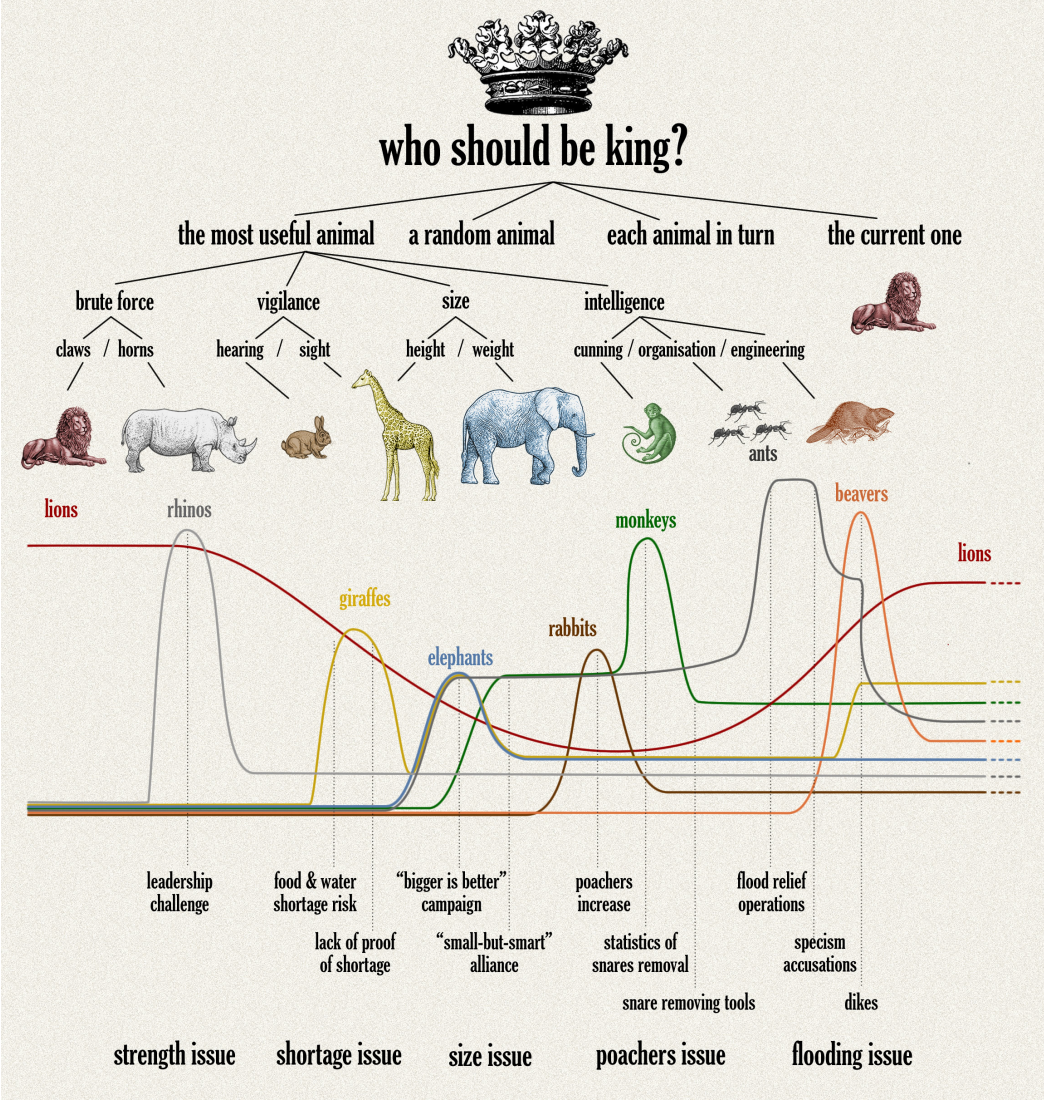 who should be king?
the most useful animal
a random animal
each animal in turn
the current one
brute force
vigilance
size
intelligence
claws / horns
hearing / sight
height / weight
cunning / organisation / engineering
ants
lions
rhinos
giraffes
elephants
rabbits
monkeys
beavers
lions
leadership
challenge
food & water
shortage risk
lack of proof
of shortage
“bigger is better”
campaign
“small-but-smart”
alliance
poachers
increase
statistics of
snares removal
snare removing tools
flood relief
operations
specism
accusations
dikes
strength issue
shortage issue
size issue
poachers issue
flooding issue